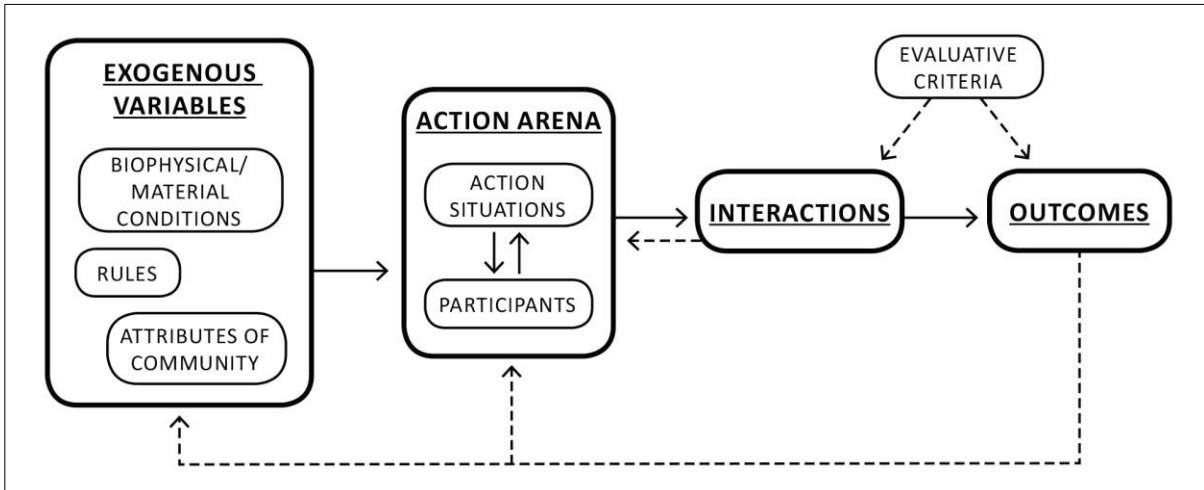 EXOGENOUS
VARIABLES
BIOPHYSICAL/
MATERIAL
CONDITIONS
RULES
ATTRIBUTES OF
COMMUNITY
ACTION ARENA
ACTION
SITUATIONS
PARTICIPANTS
INTERACTIONS
EVALUATIVE
CRITERIA
OUTCOMES